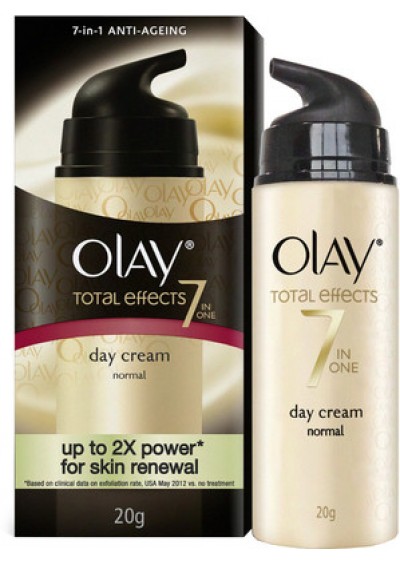 7-in-1 ANTI-AGEING
OLAY®
TOTAL effects
7 IN ONE
day cream
normal
up to 2X power*
for skin renewal
*Based on clinical data on exfoliation rate, USA May 2012 vs. no treatment
20g
OLAY®
TOTAL effects
7 IN
ONE
day cream
normal
20g